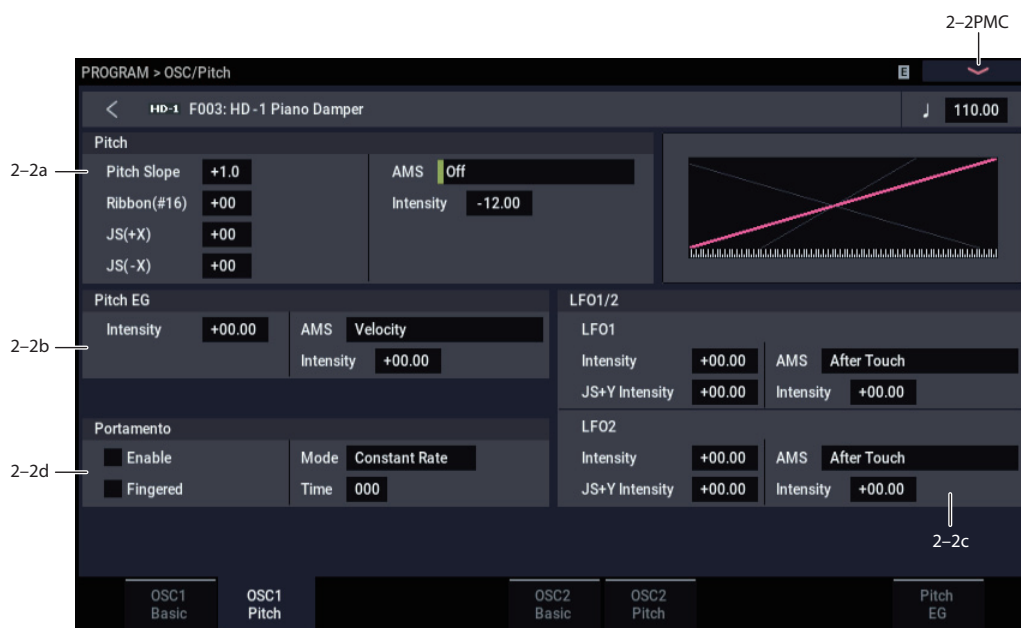 2–2PMC
PROGRAM > OSC/Pitch
E
HD-1 F003: HD-1 Piano Damper
♩ 110.00
Pitch
2–2a
Pitch Slope +1.0
AMS Off
Ribbon(#16) +00
Intensity -12.00
JS(+X) +00
JS(-X) +00
Pitch EG
LFO1/2
Intensity +00.00
AMS Velocity
LFO1
2–2b
Intensity +00.00
Intensity +00.00
AMS After Touch
JS+Y Intensity +00.00
Intensity +00.00
Portamento
LFO2
Enable
Mode Constant Rate
Intensity +00.00
AMS After Touch
2–2d
Fingered
Time 000
JS+Y Intensity +00.00
Intensity +00.00
2–2c
OSC1
Basic
OSC1
Pitch
OSC2
Basic
OSC2
Pitch
Pitch
EG